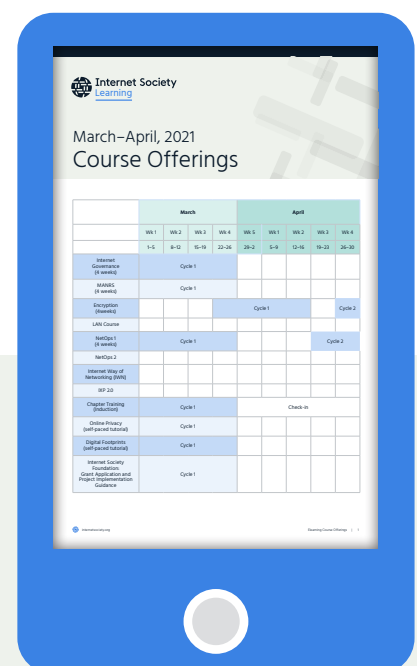 Internet Society
Learning
March–April, 2021
Course Offerings
March April
Wk 1 Wk 2 Wk 3 Wk 4 Wk 5 Wk 1 Wk 2 Wk 3 Wk 4
1–5 8–12 15–19 22–26 29–2 5–9 12–16 19–23 26–30
Internet
Governance
(4 weeks)
Cycle 1
MANRS
(4 weeks)
Cycle 1
Encryption
(4weeks)
Cycle 1 Cycle 2
LAN Course
NetOps 1
(4 weeks)
Cycle 1 Cycle 2
NetOps 2
Internet Way of
Networking (IWN)
IXP 2.0
Chapter Training
(Induction)
Cycle 1 Check-in
Online Privacy
(self-paced tutorial)
Cycle 1
Digital Footprints
(self-paced tutorial)
Cycle 1
Internet Society
Foundation:
Grant Application and
Project Implementation
Guidance
Cycle 1
internetsociety.org
Elearning Course Offerings | 1